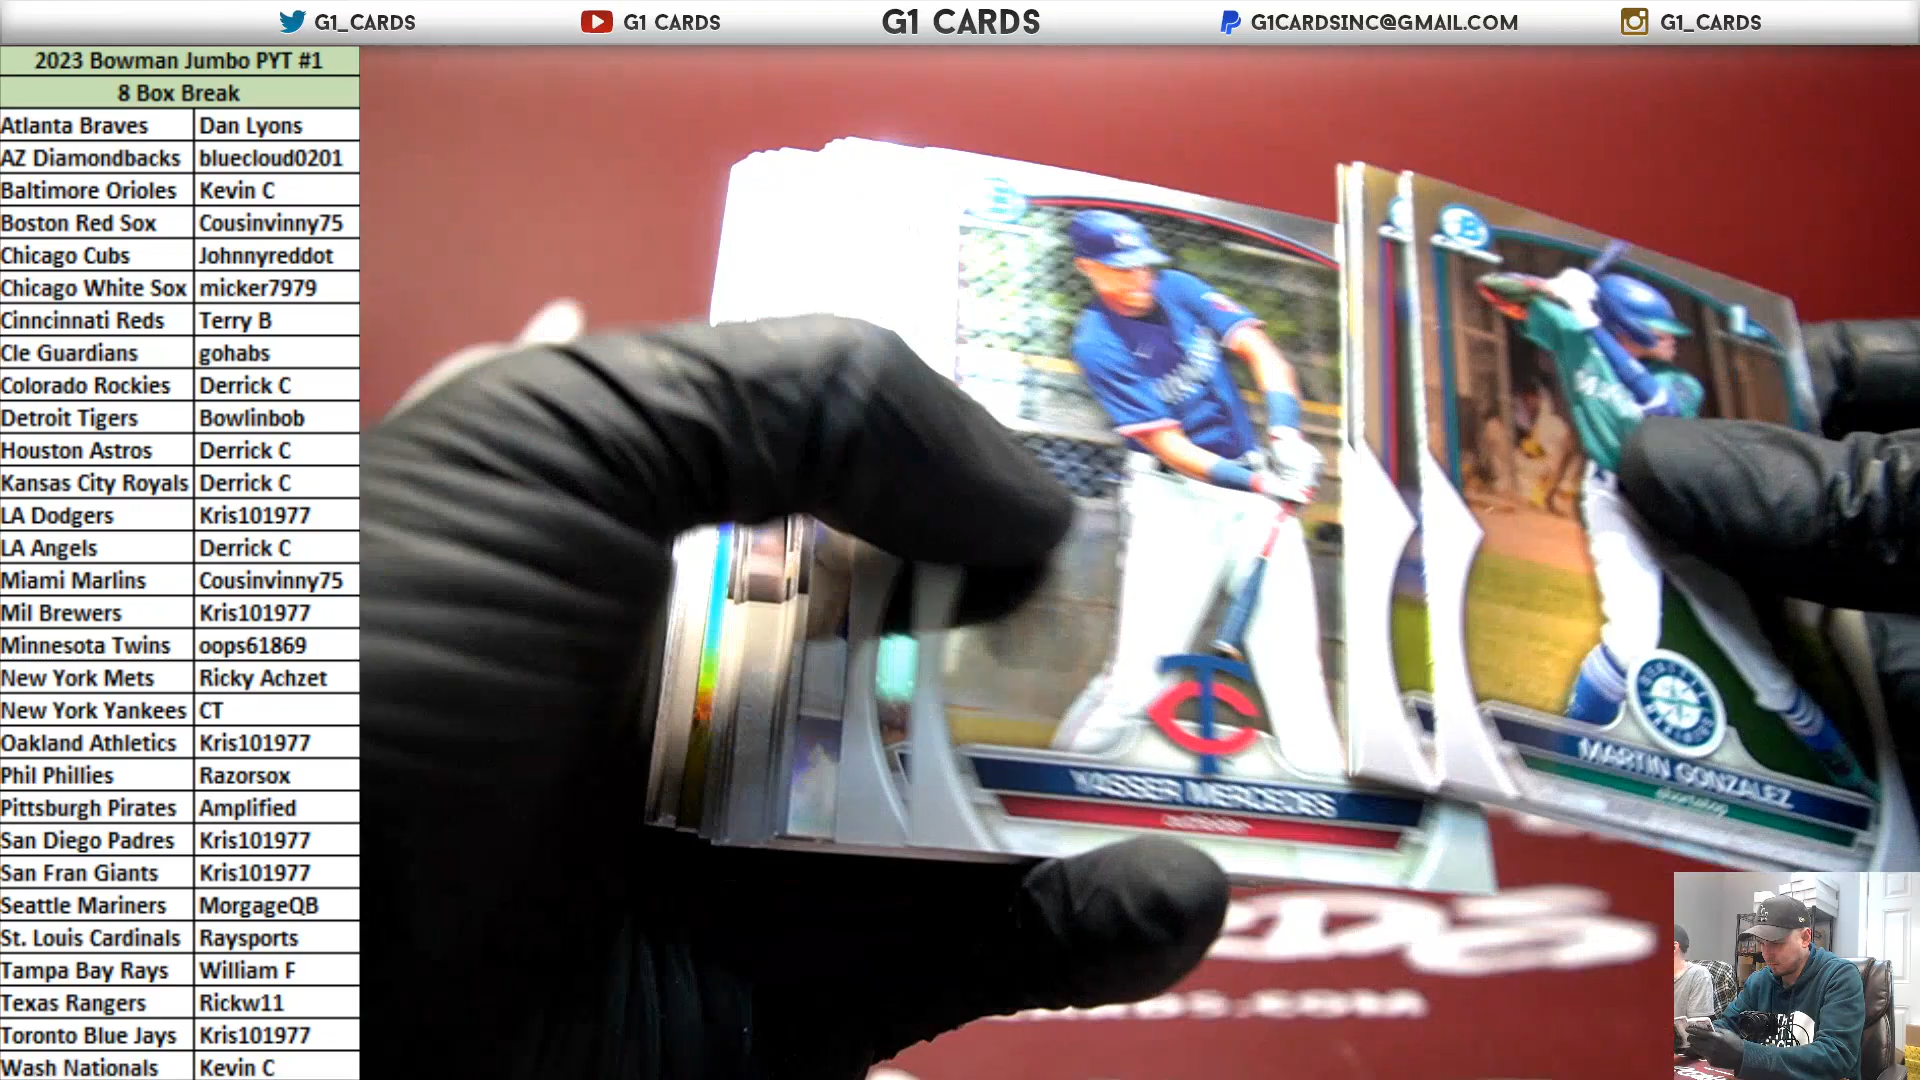 G1_CARDS G1 CARDS G1 CARDS G1CARDSINC@GMAIL.COM G1_CARDS
2023 Bowman Jumbo PYT #1
8 Box Break
Atlanta Braves Dan Lyons
AZ Diamondbacks bluecloud0201
Baltimore Orioles Kevin C
Boston Red Sox Cousinvinny75
Chicago Cubs Johnnyreddot
Chicago White Sox micker7979
Cinncinnati Reds Terry B
Cle Guardians gohabs
Colorado Rockies Derrick C
Detroit Tigers Bowlinbob
Houston Astros Derrick C
Kansas City Royals Derrick C
LA Dodgers Kris101977
LA Angels Derrick C
Miami Marlins Cousinvinny75
Mil Brewers Kris101977
Minnesota Twins oops61869
New York Mets Ricky Achzet
New York Yankees CT
Oakland Athletics Kris101977
Phil Phillies Razorsox
Pittsburgh Pirates Amplified
San Diego Padres Kris101977
San Fran Giants Kris101977
Seattle Mariners MorgageQB
St. Louis Cardinals Raysports
Tampa Bay Rays William F
Texas Rangers Rickw11
Toronto Blue Jays Kris101977
Wash Nationals Kevin C
YASSER MERCEDES
MARTIN GONZALEZ